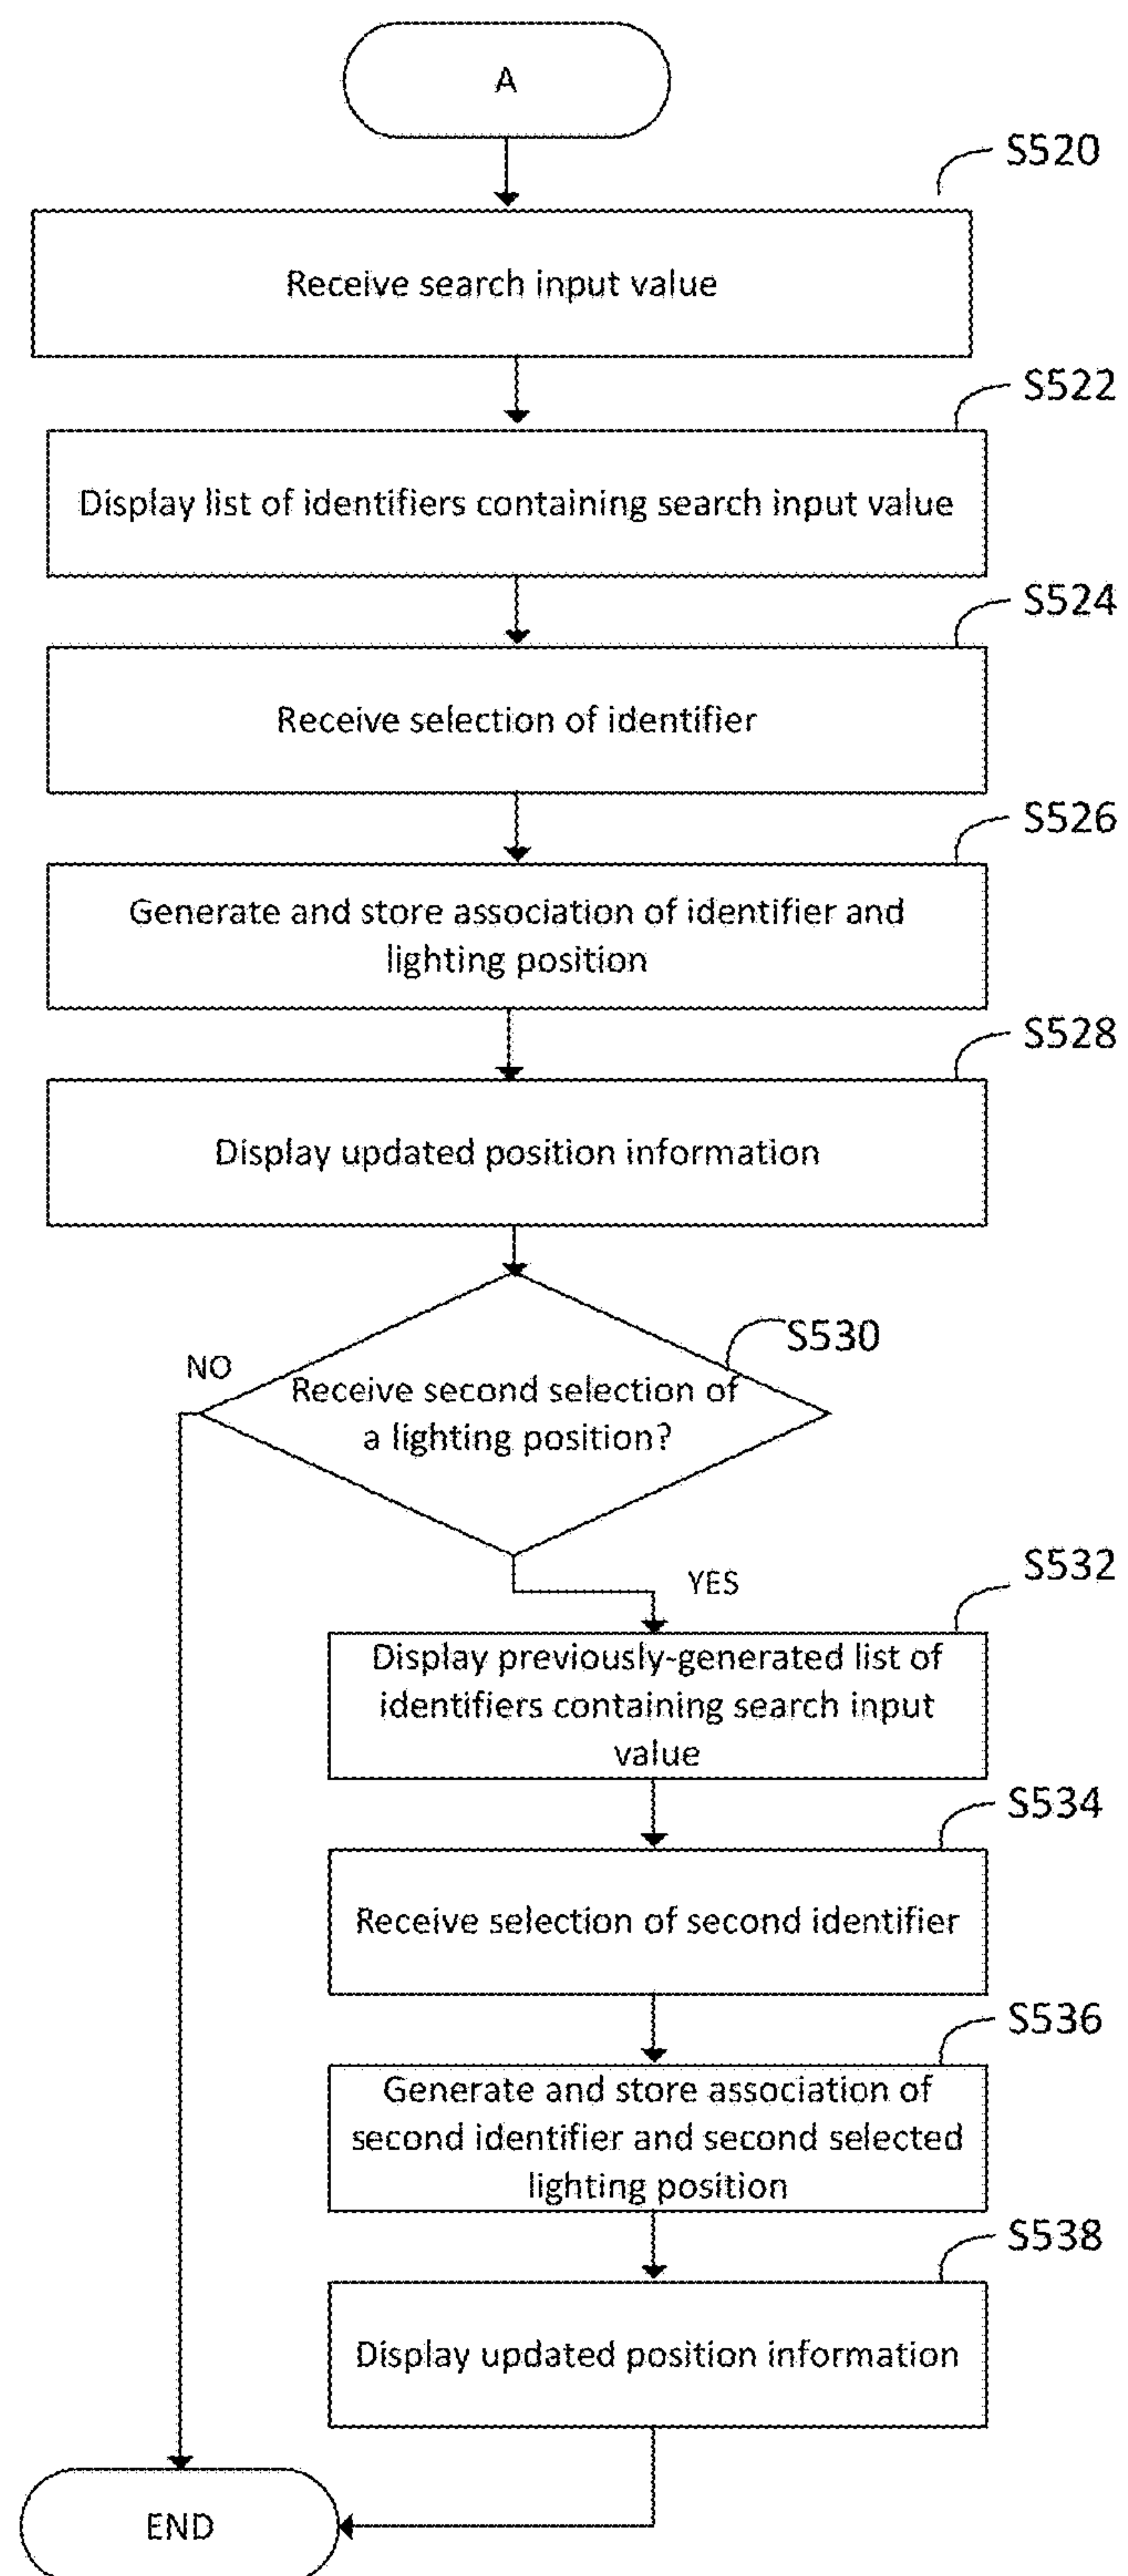 A
S520
Receive search input value
S522
Display list of identifiers containing search input value
S524
Receive selection of identifier
S526
Generate and store association of identifier and
lighting position
S528
Display updated position information
S530
NO
Receive second selection of
a lighting position?
YES
S532
Display previously-generated list of
identifiers containing search input
value
S534
Receive selection of second identifier
S536
Generate and store association of
second identifier and second selected
lighting position
S538
Display updated position information
END